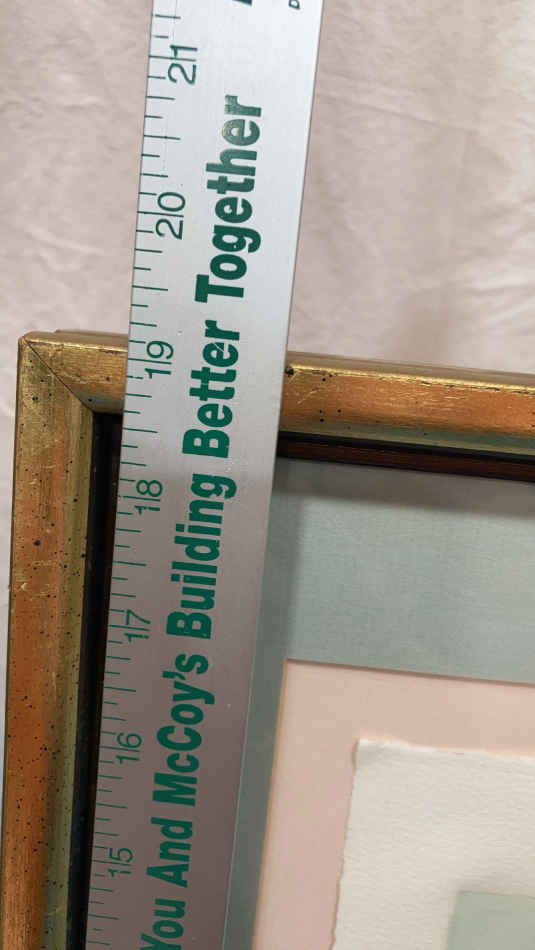 You And McCoy's Building Better Together
15 16 17 18 19 20 21